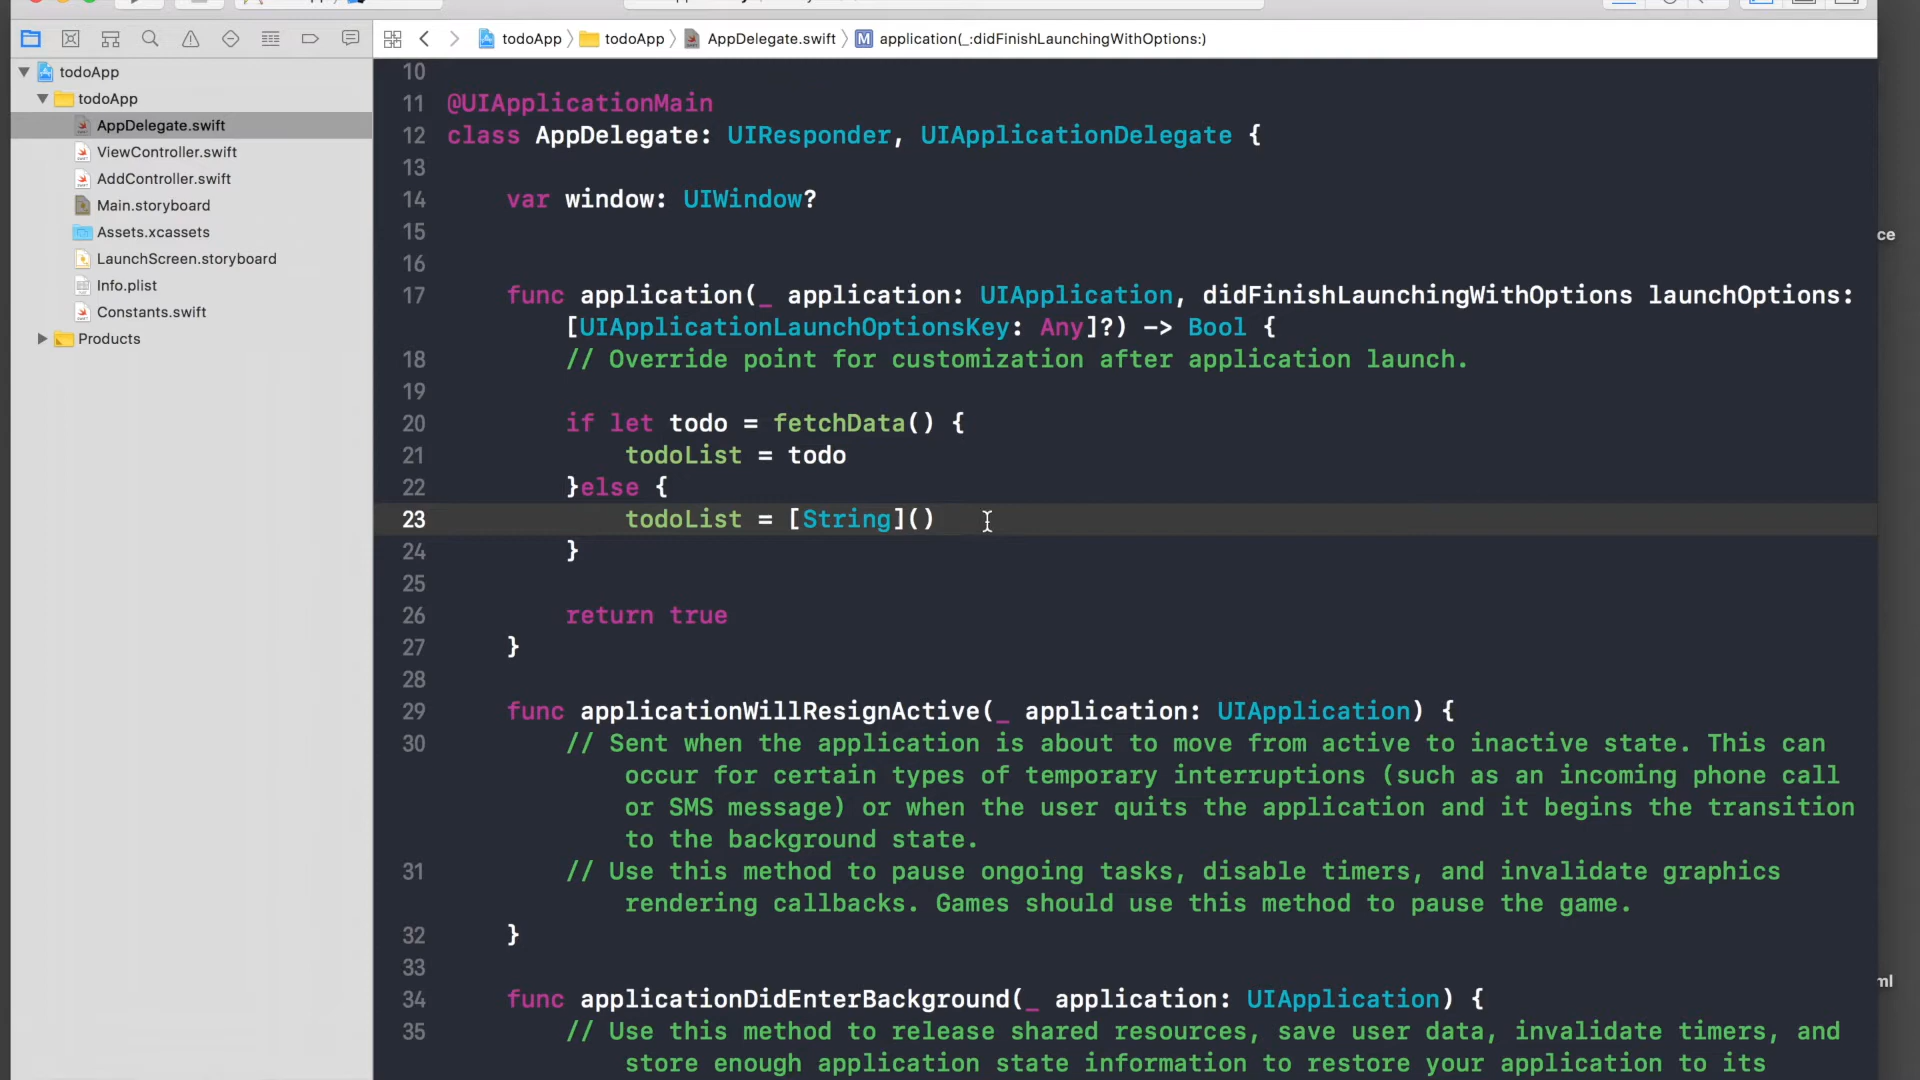 todoApp
todoApp
AppDelegate.swift
application(_:didFinishLaunchingWithOptions:)
todoApp
todoApp
AppDelegate.swift
ViewController.swift
AddController.swift
Main.storyboard
Assets.xcassets
LaunchScreen.storyboard
Info.plist
Constants.swift
Products
10
11 @UIApplicationMain
12 class AppDelegate: UIResponder, UIApplicationDelegate {
13
14 var window: UIWindow?
15
16
17 func application(_ application: UIApplication, didFinishLaunchingWithOptions launchOptions:
[UIApplicationLaunchOptionsKey: Any]?) -> Bool {
18 // Override point for customization after application launch.
19
20 if let todo = fetchData() {
21 todoList = todo
22 }else {
23 todoList = [String]()
24 }
25
26 return true
27 }
28
29 func applicationWillResignActive(_ application: UIApplication) {
30 // Sent when the application is about to move from active to inactive state. This can
occur for certain types of temporary interruptions (such as an incoming phone call
or SMS message) or when the user quits the application and it begins the transition
to the background state.
31 // Use this method to pause ongoing tasks, disable timers, and invalidate graphics
rendering callbacks. Games should use this method to pause the game.
32 }
33
34 func applicationDidEnterBackground(_ application: UIApplication) {
35 // Use this method to release shared resources, save user data, invalidate timers, and
store enough application state information to restore your application to its
ce
ml